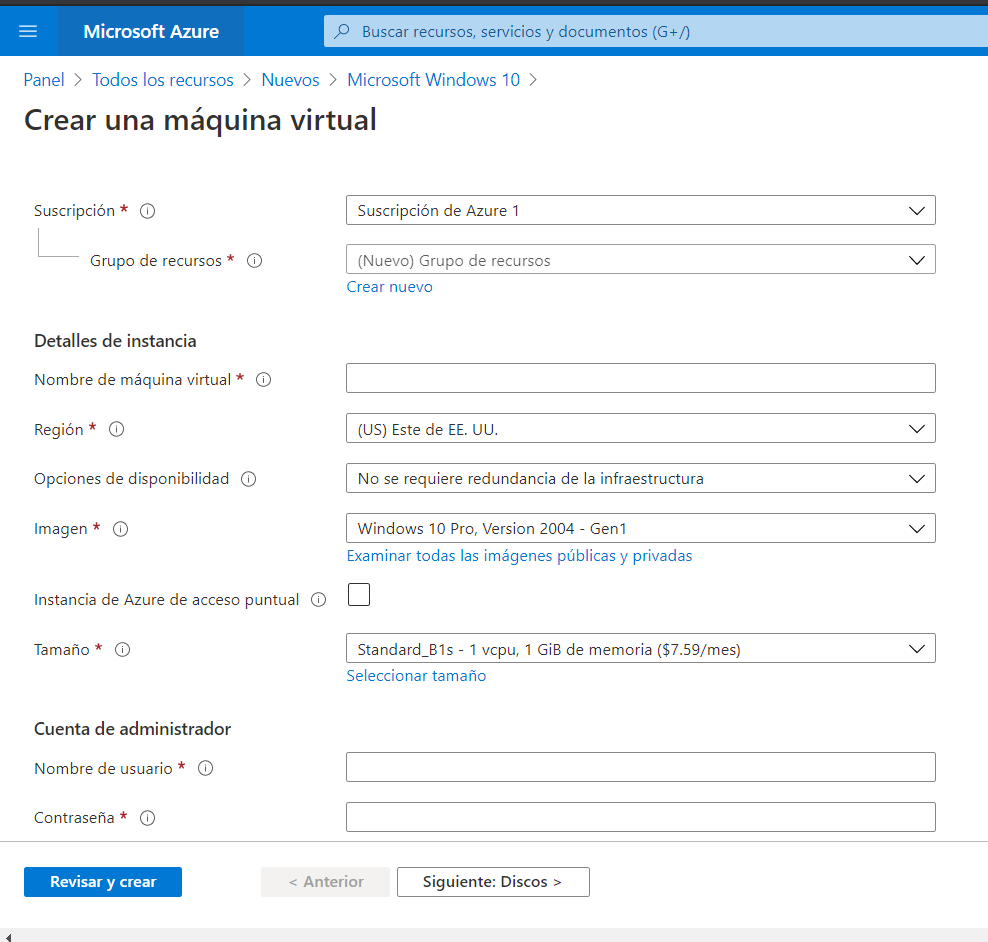 Microsoft Azure
Buscar recursos, servicios y documentos (G+/)
Panel > Todos los recursos > Nuevos > Microsoft Windows 10 >
Crear una máquina virtual
Suscripción *
Suscripción de Azure 1
Grupo de recursos *
(Nuevo) Grupo de recursos
Crear nuevo
Detalles de instancia
Nombre de máquina virtual *
Región *
(US) Este de EE. UU.
Opciones de disponibilidad
No se requiere redundancia de la infraestructura
Imagen *
Windows 10 Pro, Version 2004 - Gen1
Examinar todas las imágenes públicas y privadas
Instancia de Azure de acceso puntual
Tamaño *
Standard_B1s - 1 vcpu, 1 GiB de memoria ($7.59/mes)
Seleccionar tamaño
Cuenta de administrador
Nombre de usuario *
Contraseña *
Revisar y crear
< Anterior
Siguiente: Discos >